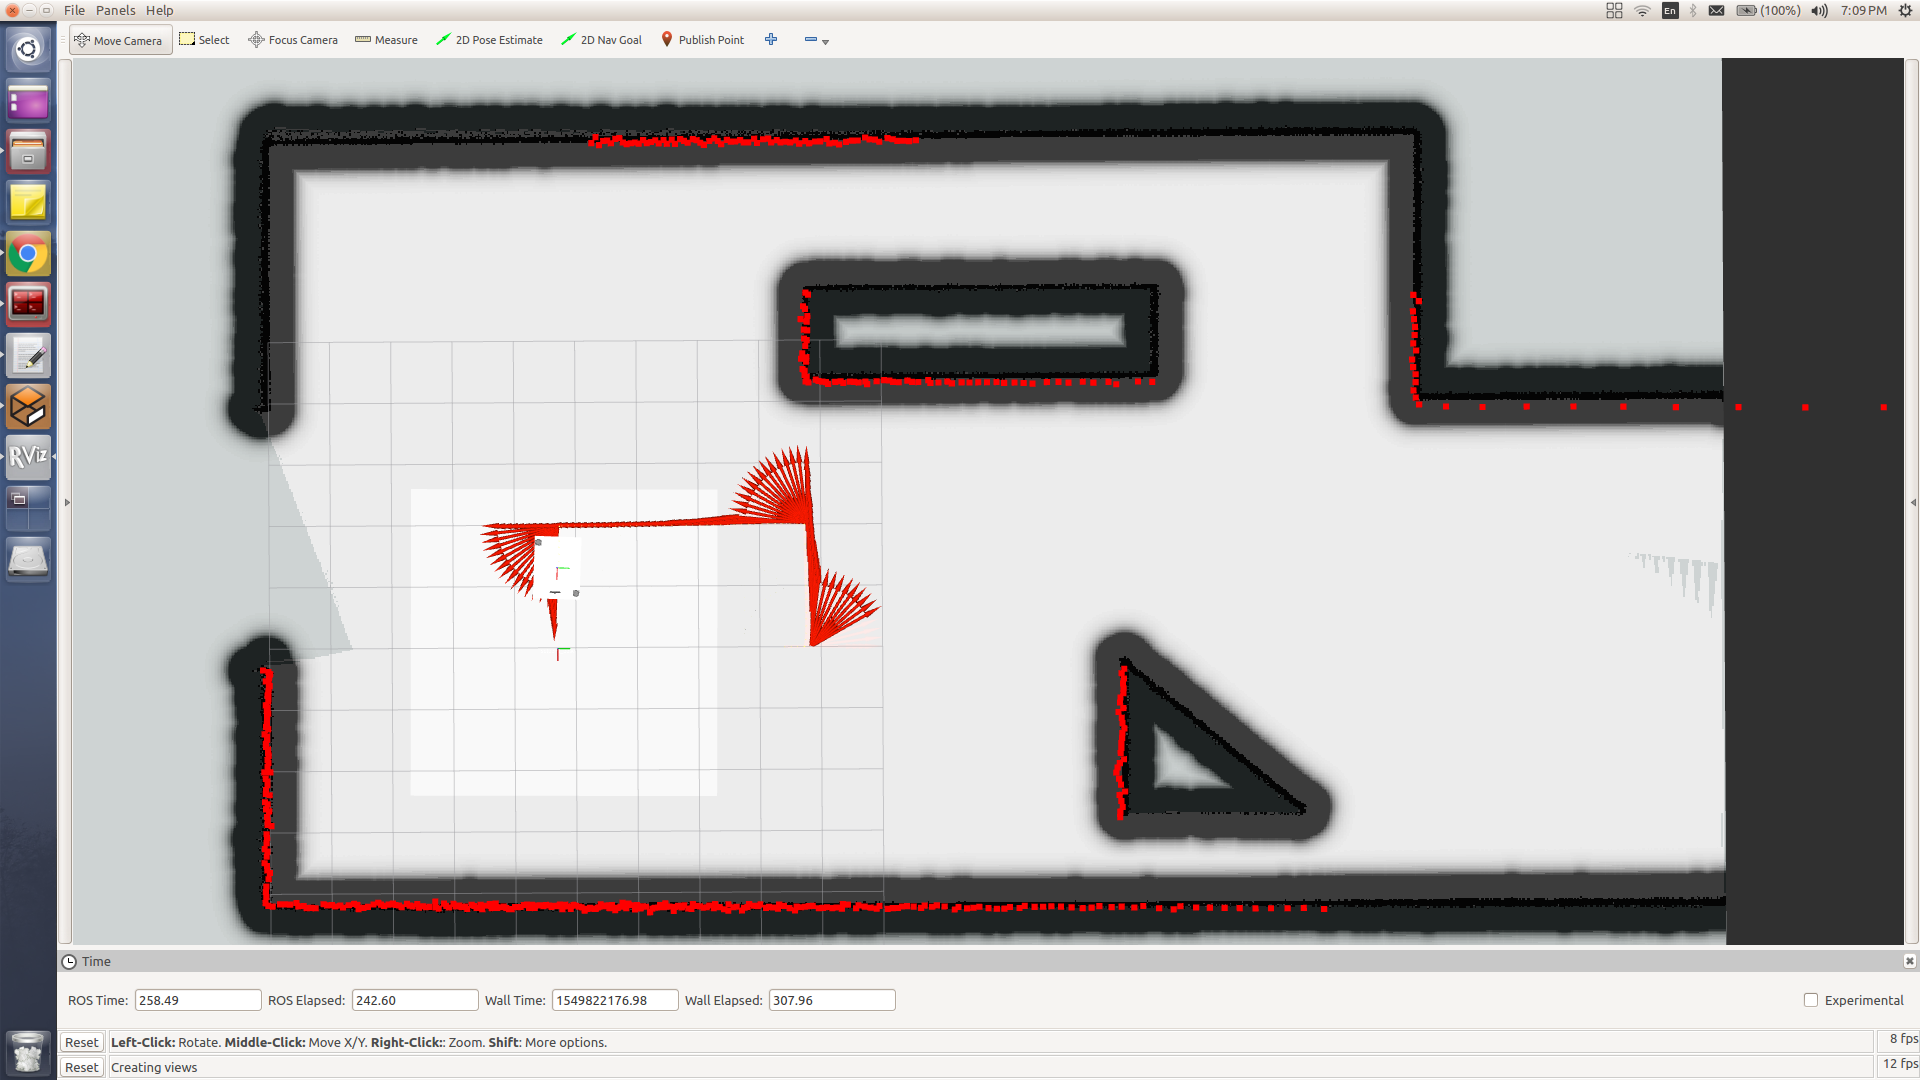 File Panels Help
En (100%) 7:09 PM
Move Camera Select Focus Camera Measure 2D Pose Estimate 2D Nav Goal Publish Point
RViz
Time
ROS Time: 258.49 ROS Elapsed: 242.60 Wall Time: 1549822176.98 Wall Elapsed: 307.96 Experimental
Reset Left-Click: Rotate. Middle-Click: Move X/Y. Right-Click:: Zoom. Shift: More options. 8 fps
Reset Creating views 12 fps